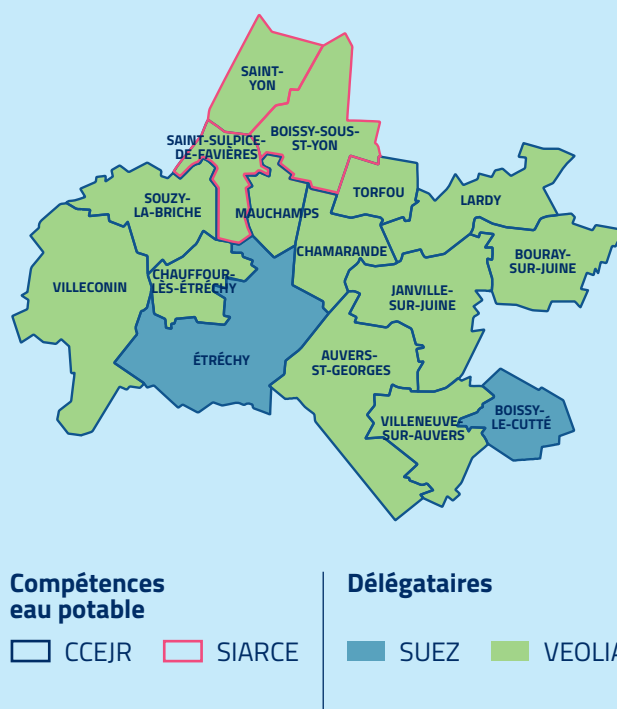 SAINT-
YON
BOISSY-SOUS-
ST-YON
SAINT-SULPICE-
DE-FAVIÈRES
TORFOU
LARDY
SOUZY-
LA-BRICHE
MAUCHAMPS
CHAMARANDE
BOURAY-
SUR-JUINE
VILLECONIN
CHAUFFOUR-
LÈS-ÉTRÉCHY
JANVILLE-
SUR-JUINE
ÉTRÉCHY
AUVERS-
ST-GEORGES
VILLENEUVE-
SUR-AUVERS
BOISSY-
LE-CUTTÉ
Compétences
eau potable
CCEJR
SIARCE
Délégataires
SUEZ
VEOLIA